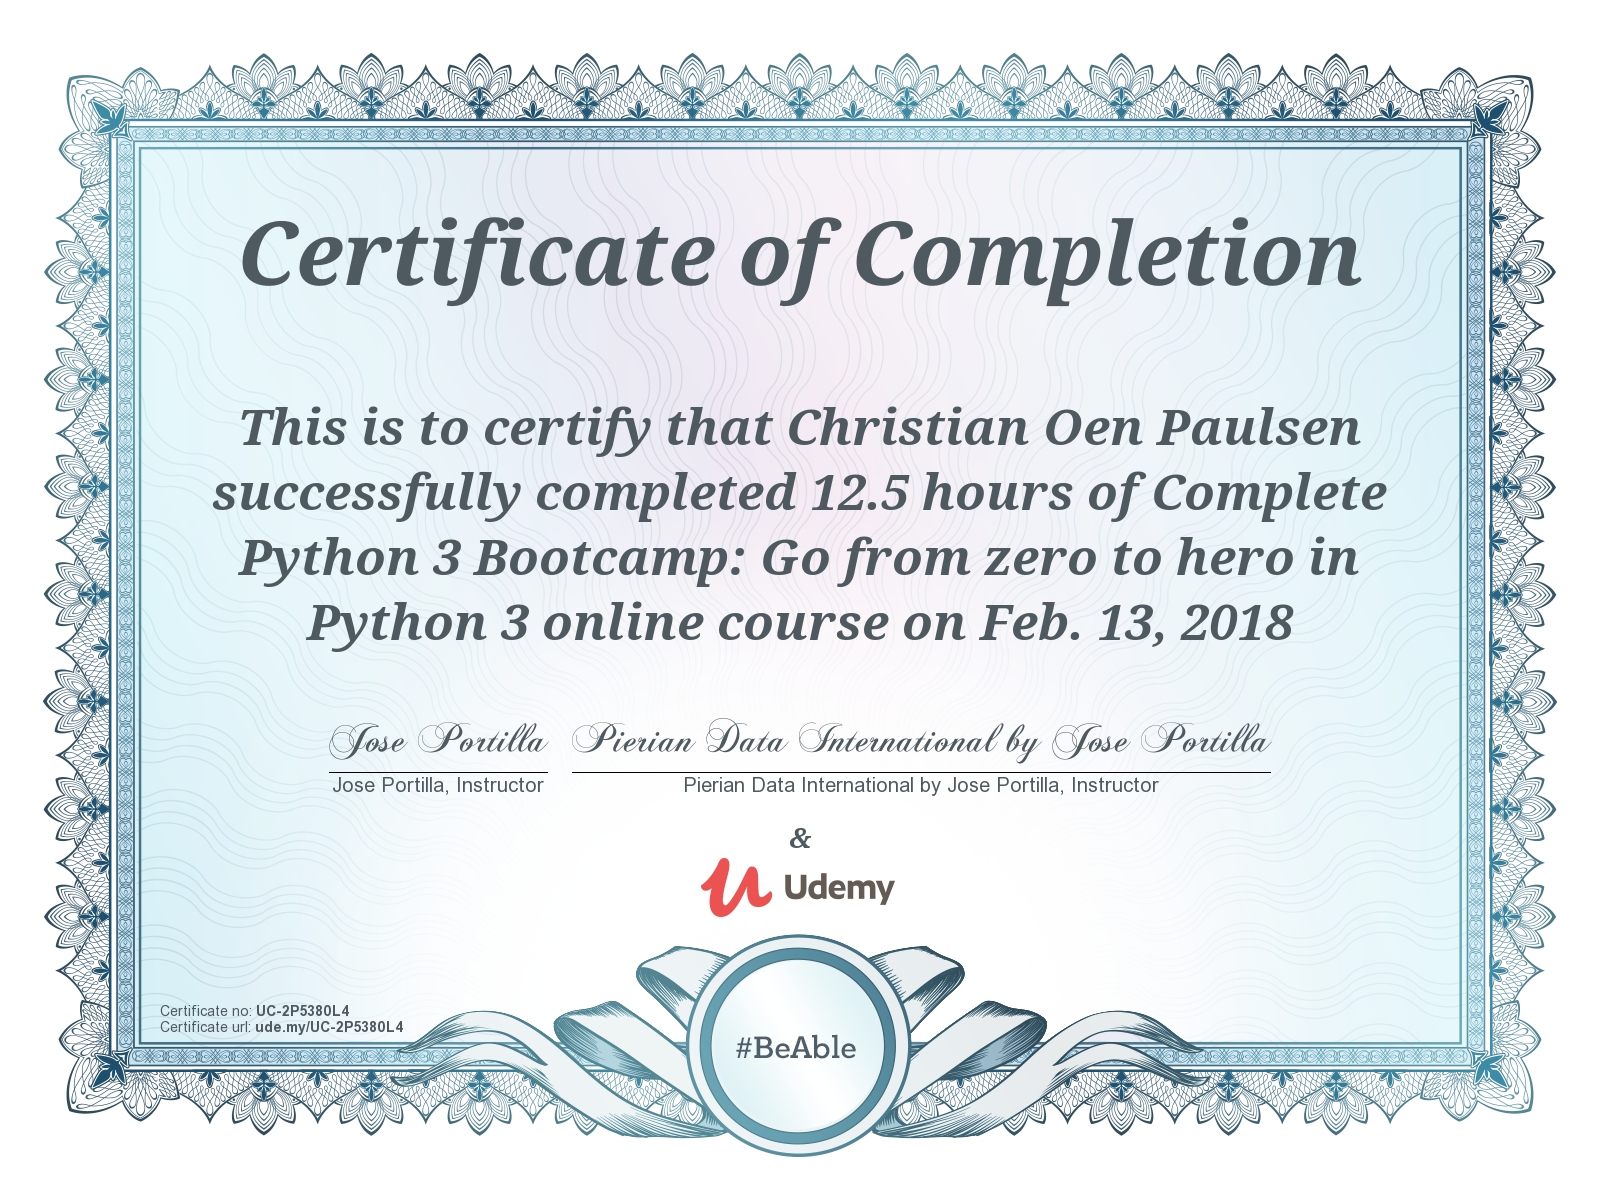 Certificate of Completion
This is to certify that Christian Oen Paulsen
successfully completed 12.5 hours of Complete
Python 3 Bootcamp: Go from zero to hero in
Python 3 online course on Feb. 13, 2018
Jose Portilla Pierian Data International by Jose Portilla
Jose Portilla, Instructor Pierian Data International by Jose Portilla, Instructor
&
Udemy
Certificate no: UC-2P5380L4
Certificate url: ude.my/UC-2P5380L4
#BeAble